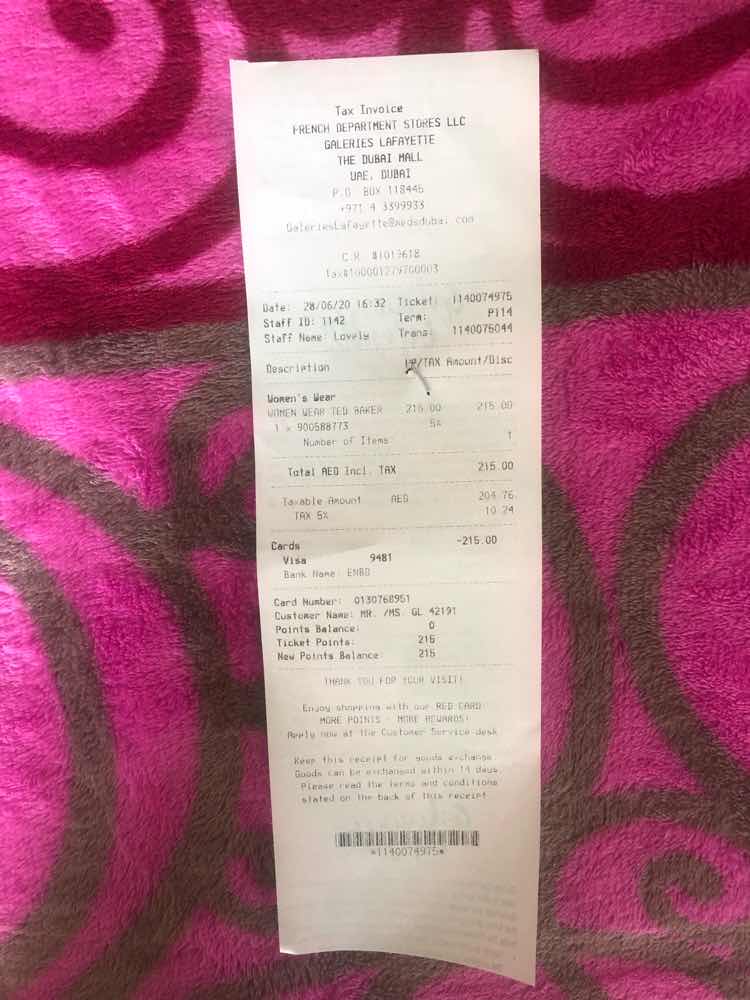 Tax Invoice
FRENCH DEPARTMENT STORES LLC
GALERIES LAFAYETTE
THE DUBAI MALL
UAE, DUBAI
P.O. BOX 118446
+971 4 3399933
GaleriesLafayette@medsdubai.com
C.R. #1019618
Tax#100001279700003
Date: 28/06/20 16:32 Ticket: 1140074975
Staff ID: 1142 Term: P114
Staff Name: Lovely Trans: 1140076044
Description UP/TAX Amount/Disc
Women's Wear
WOMEN WEAR TED BAKER 215.00 215.00
1 x 900588773 5%
Number of Items 1
Total AED Incl. TAX 215.00
Taxable Amount AED 204.76
TAX 5% 10.24
Cards -215.00
Visa 9481
Bank Name: ENBD
Card Number: 0130768951
Customer Name: MR. /MS. GL 42191
Points Balance: 0
Ticket Points: 215
New Points Balance: 215
THANK YOU FOR YOUR VISIT!
Enjoy shopping with our RED CARD
MORE POINTS - MORE REWARDS!
Apply now at the Customer Service desk
Keep this receipt for goods exchange.
Goods can be exchanged within 14 days
Please read the terms and conditions
stated on the back of this receipt
*1140074975*